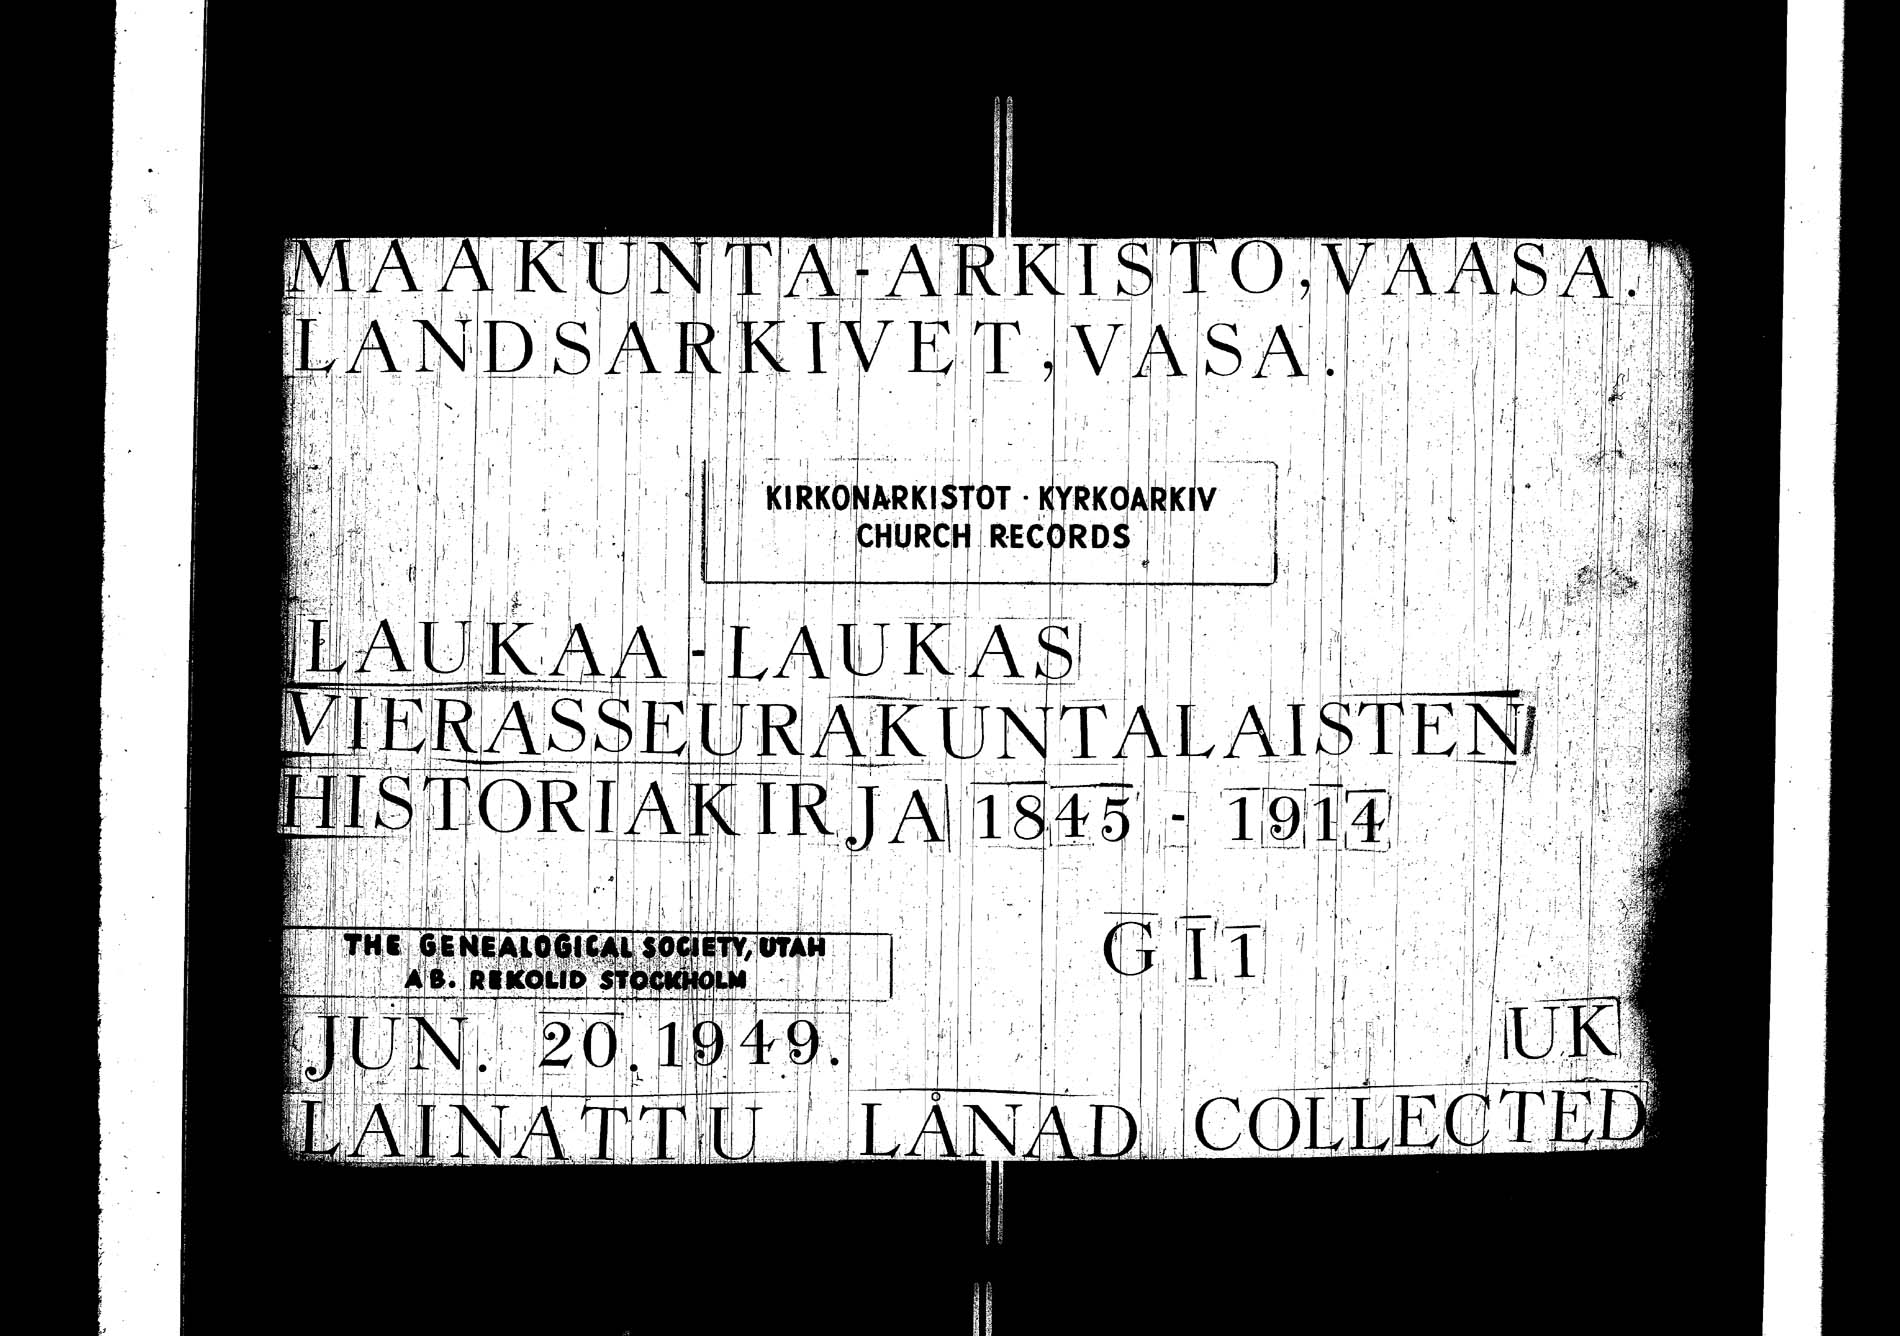 MAAKUNTA-ARKISTO, VAASA.
LANDSARKIVET, VASA.
KIRKONARKISTOT · KYRKOARKIV
CHURCH RECORDS
LAUKAA-LAUKAS
VIERASSEURAKUNTALAISTEN
HISTORIAKIRJA 1845 - 1914
THE GENEALOGICAL SOCIETY, UTAH
AB. REKOLID STOCKHOLM
G I 1
JUN. 20. 1949.
UK
LAINATTU LÅNAD COLLECTED